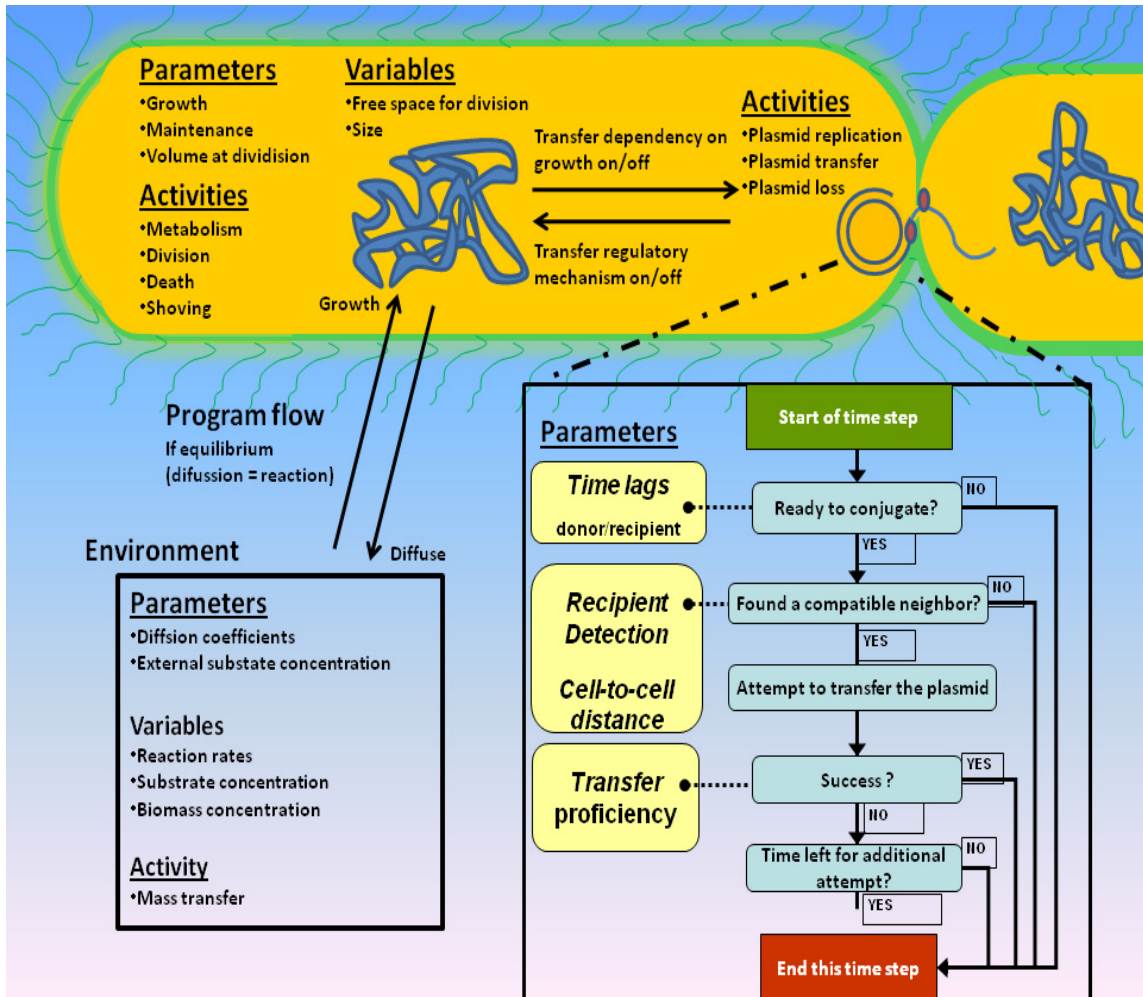 Parameters
•Growth
•Maintenance
•Volume at dividision
Activities
•Metabolism
•Division
•Death
•Shoving
Variables
•Free space for division
•Size
Transfer dependency on
growth on/off
Transfer regulatory
mechanism on/off
Activities
•Plasmid replication
•Plasmid transfer
•Plasmid loss
Growth
Program flow
If equilibrium
(difussion = reaction)
Diffuse
Environment
Parameters
•Diffsion coefficients
•External substate concentration
Variables
•Reaction rates
•Substrate concentration
•Biomass concentration
Activity
•Mass transfer
Parameters
Time lags
donor/recipient
Recipient
Detection
Cell-to-cell
distance
Transfer
proficiency
Start of time step
Ready to conjugate?
NO
YES
Found a compatible neighbor?
NO
YES
Attempt to transfer the plasmid
Success ?
YES
NO
Time left for additional
attempt?
NO
YES
End this time step